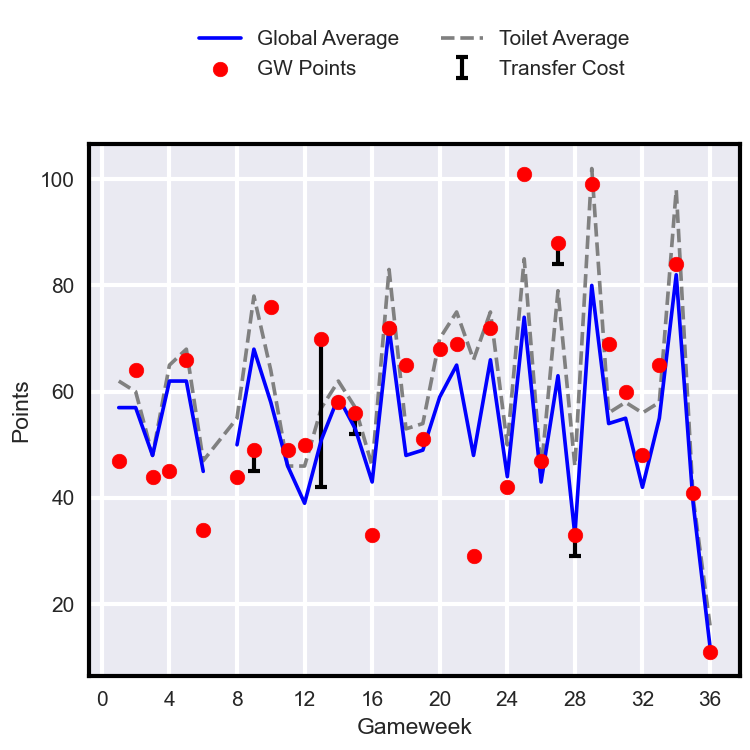 Global Average
Toilet Average
GW Points
Transfer Cost
100
80
60
40
20
Points
0 4 8 12 16 20 24 28 32 36
Gameweek